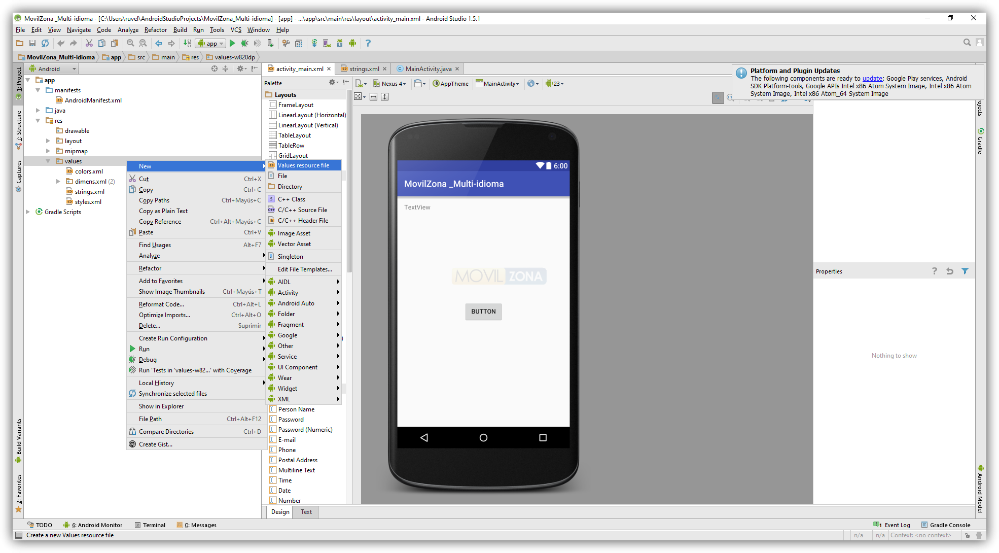 MovilZona _Multi-idioma - [C:\Users\ruvel\AndroidStudioProjects\MovilZona_Multi-idioma] - [app] - ...\app\src\main\res\layout\activity_main.xml - Android Studio 1.5.1
File Edit View Navigate Code Analyze Refactor Build Run Tools VCS Window Help
app
MovilZona_Multi-idioma app src main res values-w820dp
1: Project
7: Structure
Captures
Build Variants
2: Favorites
Android
app
manifests
AndroidManifest.xml
java
res
drawable
layout
mipmap
values
colors.xml
dimens.xml (2)
strings.xml
styles.xml
Gradle Scripts
New
Cut Ctrl+X
Copy Ctrl+C
Copy Paths Ctrl+Mayús+C
Copy as Plain Text
Copy Reference Ctrl+Alt+Mayús+C
Paste Ctrl+V
Find Usages Alt+F7
Analyze
Refactor
Add to Favorites
Show Image Thumbnails Ctrl+Mayús+T
Reformat Code... Ctrl+Alt+L
Optimize Imports... Ctrl+Alt+O
Delete... Suprimir
Create Run Configuration
Run
Debug
Run 'Tests in 'values-w82...' with Coverage
Local History
Synchronize selected files
Show in Explorer
File Path Ctrl+Alt+F12
Compare Directories Ctrl+D
Create Gist...
activity_main.xml strings.xml MainActivity.java
Palette
Layouts
FrameLayout
LinearLayout (Horizontal)
LinearLayout (Vertical)
TableLayout
TableRow
GridLayout
Values resource file
File
Directory
C++ Class
C/C++ Source File
C/C++ Header File
Image Asset
Vector Asset
Singleton
Edit File Templates...
AIDL
Activity
Android Auto
Folder
Fragment
Google
Other
Service
UI Component
Wear
Widget
XML
Person Name
Password
Password (Numeric)
E-mail
Phone
Postal Address
Multiline Text
Time
Date
Number
Design Text
Nexus 4 AppTheme MainActivity 23
6:00
MovilZona _Multi-idioma
TextView
MOVIL ZONA
BUTTON
Platform and Plugin Updates
The following components are ready to update: Google Play services, Android
SDK Platform-tools, Google APIs Intel x86 Atom System Image, Intel x86 Atom
System Image, Intel x86 Atom_64 System Image
Properties
Nothing to show
Gradle
Android Model
TODO 6: Android Monitor Terminal 0: Messages
1 Event Log Gradle Console
Create a new Values resource file
n/a n/a Context: <no context>